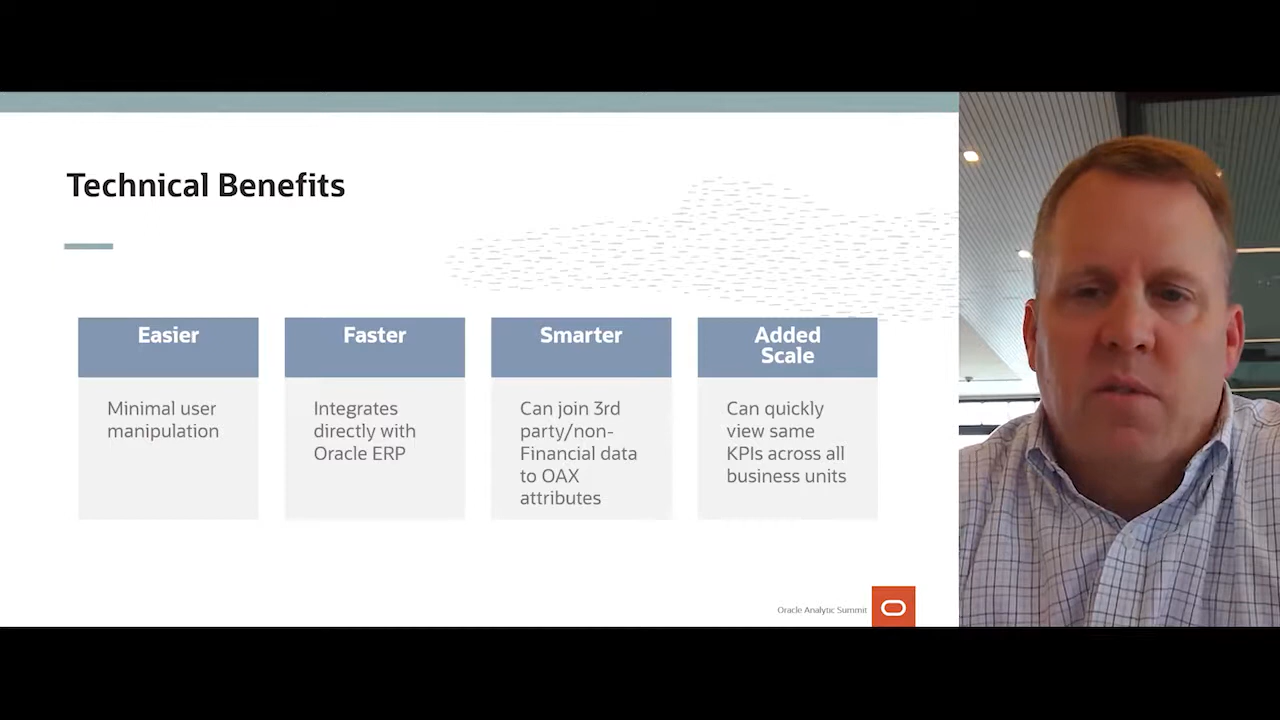 Technical Benefits
Easier
Minimal user
manipulation
Faster
Integrates
directly with
Oracle ERP
Smarter
Can join 3rd
party/non-
Financial data
to OAX
attributes
Added
Scale
Can quickly
view same
KPIs across all
business units
Oracle Analytic Summit